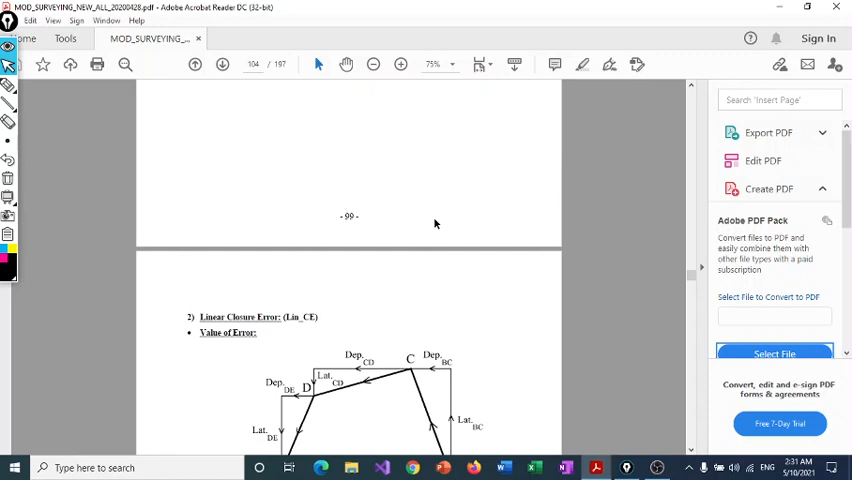 MOD_SURVEYING_NEW_ALL_20200428.pdf - Adobe Acrobat Reader DC (32-bit)
Edit View Sign Window Help
ome Tools MOD_SURVEYING_... × Sign In
104 / 197 75%
- 99 -
2) Linear Closure Error: (Lin_CE)
• Value of Error:
Dep.CD C Dep.BC
Lat.CD
Dep.DE D
Lat.DE
Lat.BC
Search 'Insert Page'
Export PDF
Edit PDF
Create PDF
Adobe PDF Pack
Convert files to PDF and
easily combine them with
other file types with a paid
subscription
Select File to Convert to PDF
Select File
Convert, edit and e-sign PDF
forms & agreements
Free 7-Day Trial
Type here to search
ENG
2:31 AM
5/10/2021